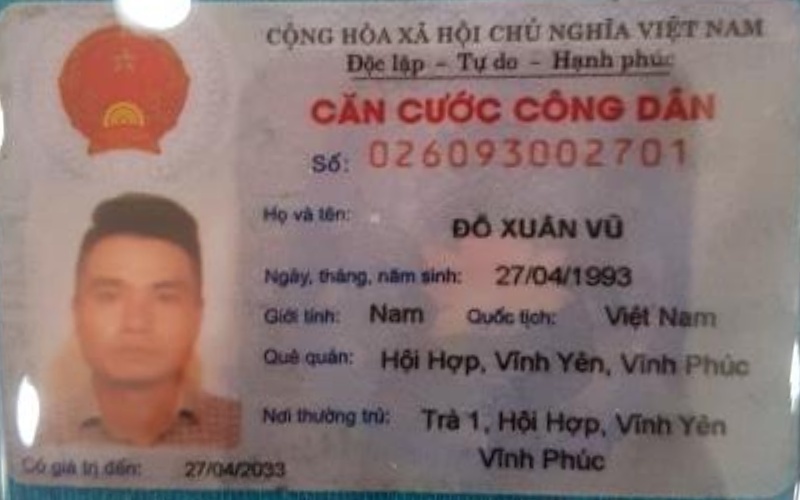 CỘNG HÒA XÃ HỘI CHỦ NGHĨA VIỆT NAM
Độc lập - Tự do - Hạnh phúc
CĂN CƯỚC CÔNG DÂN
Số: 026093002701
Họ và tên: ĐỖ XUÂN VŨ
Ngày, tháng, năm sinh: 27/04/1993
Giới tính: Nam Quốc tịch: Việt Nam
Quê quán: Hội Hợp, Vĩnh Yên, Vĩnh Phúc
Nơi thường trú: Trà 1, Hội Hợp, Vĩnh Yên
Vĩnh Phúc
Có giá trị đến: 27/04/2033